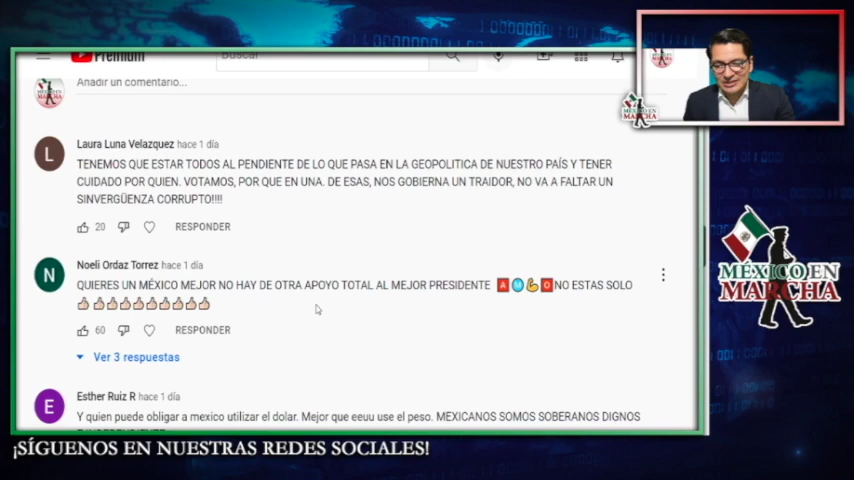 Premium
Buscar
Añadir un comentario...
Laura Luna Velazquez hace 1 día
TENEMOS QUE ESTAR TODOS AL PENDIENTE DE LO QUE PASA EN LA GEOPOLITICA DE NUESTRO PAÍS Y TENER
CUIDADO POR QUIEN. VOTAMOS, POR QUE EN UNA. DE ESAS, NOS GOBIERNA UN TRAIDOR, NO VA A FALTAR UN
SINVERGÜENZA CORRUPTO!!!!
20 RESPONDER
Noeli Ordaz Torrez hace 1 día
QUIERES UN MÉXICO MEJOR NO HAY DE OTRA APOYO TOTAL AL MEJOR PRESIDENTE 🅰Ⓜ️💪🅾NO ESTAS SOLO
👍🏻👍🏻👍🏻👍🏻👍🏻👍🏻👍🏻👍🏻👍🏻👍🏻
60 RESPONDER
Ver 3 respuestas
Esther Ruiz R hace 1 día
Y quien puede obligar a mexico utilizar el dolar. Mejor que eeuu use el peso. MEXICANOS SOMOS SOBERANOS DIGNOS
L
N
E
MÉXICO EN
MARCHA
MÉXICO EN
MARCHA
¡SÍGUENOS EN NUESTRAS REDES SOCIALES!